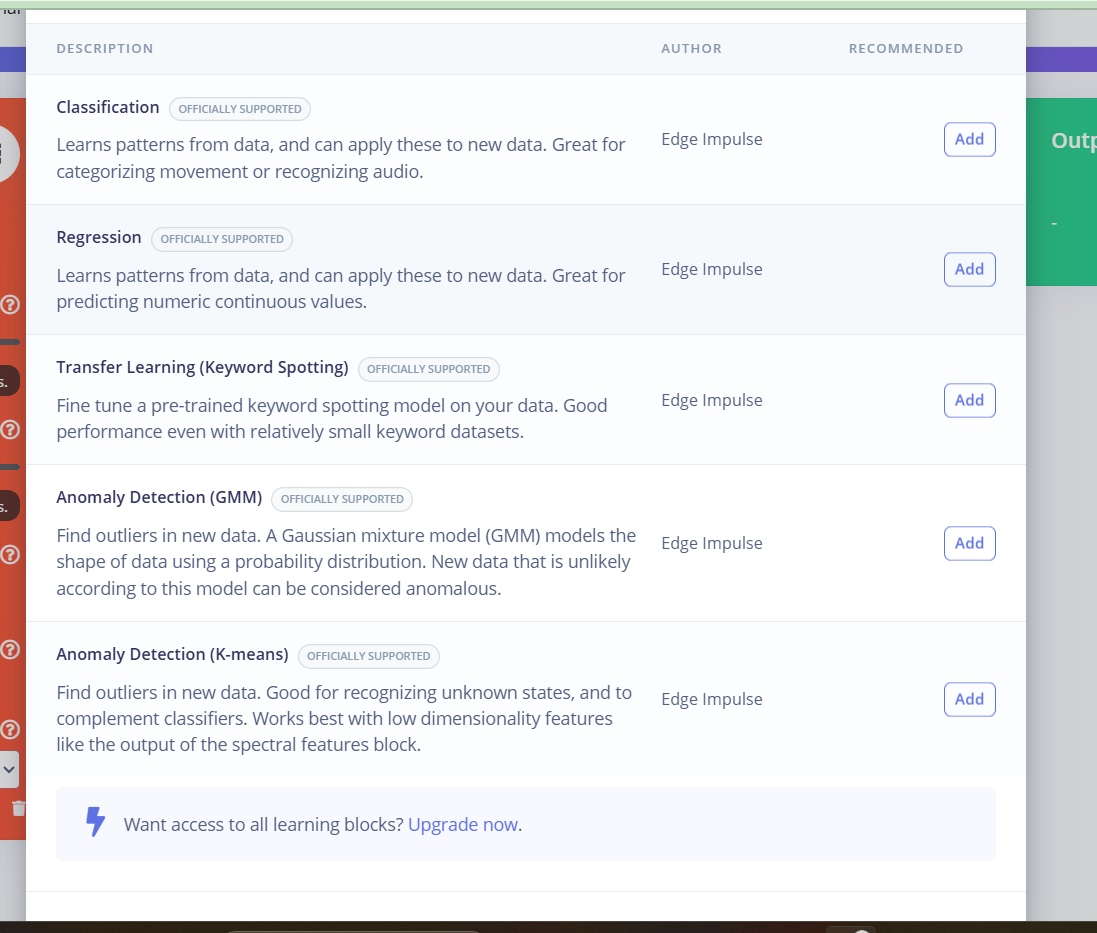 DESCRIPTION AUTHOR RECOMMENDED
Classification OFFICIALLY SUPPORTED
Learns patterns from data, and can apply these to new data. Great for
categorizing movement or recognizing audio.
Edge Impulse
Add
Regression OFFICIALLY SUPPORTED
Learns patterns from data, and can apply these to new data. Great for
predicting numeric continuous values.
Edge Impulse
Add
Transfer Learning (Keyword Spotting) OFFICIALLY SUPPORTED
Fine tune a pre-trained keyword spotting model on your data. Good
performance even with relatively small keyword datasets.
Edge Impulse
Add
Anomaly Detection (GMM) OFFICIALLY SUPPORTED
Find outliers in new data. A Gaussian mixture model (GMM) models the
shape of data using a probability distribution. New data that is unlikely
according to this model can be considered anomalous.
Edge Impulse
Add
Anomaly Detection (K-means) OFFICIALLY SUPPORTED
Find outliers in new data. Good for recognizing unknown states, and to
complement classifiers. Works best with low dimensionality features
like the output of the spectral features block.
Edge Impulse
Add
Want access to all learning blocks? Upgrade now.
s.
s.
Outp
-